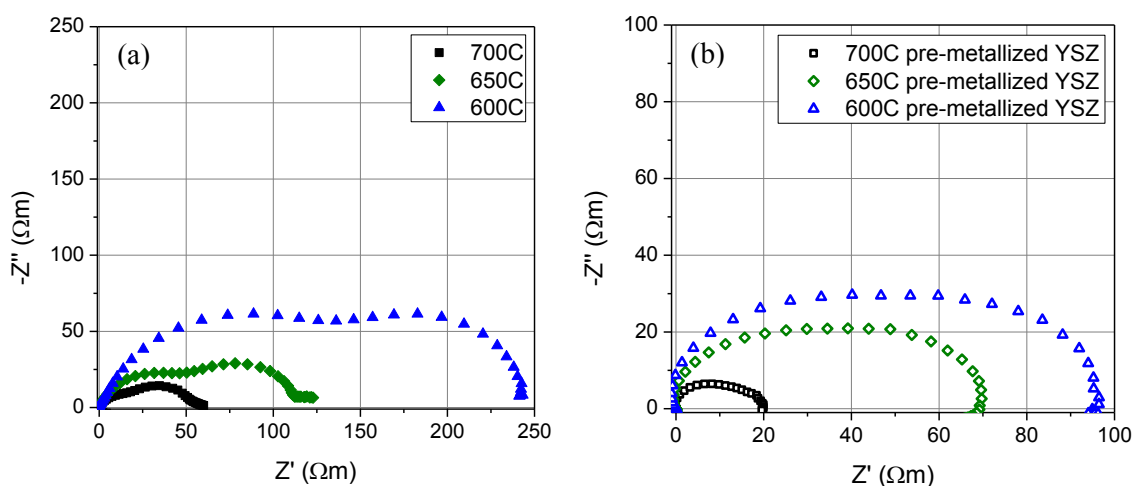 (a)
700C
650C
600C
250
200
150
100
50
0
-Z" (Ωm)
0 50 100 150 200 250
Z' (Ωm)
(b)
700C pre-metallized YSZ
650C pre-metallized YSZ
600C pre-metallized YSZ
100
80
60
40
20
0
-Z" (Ωm)
0 20 40 60 80 100
Z' (Ωm)